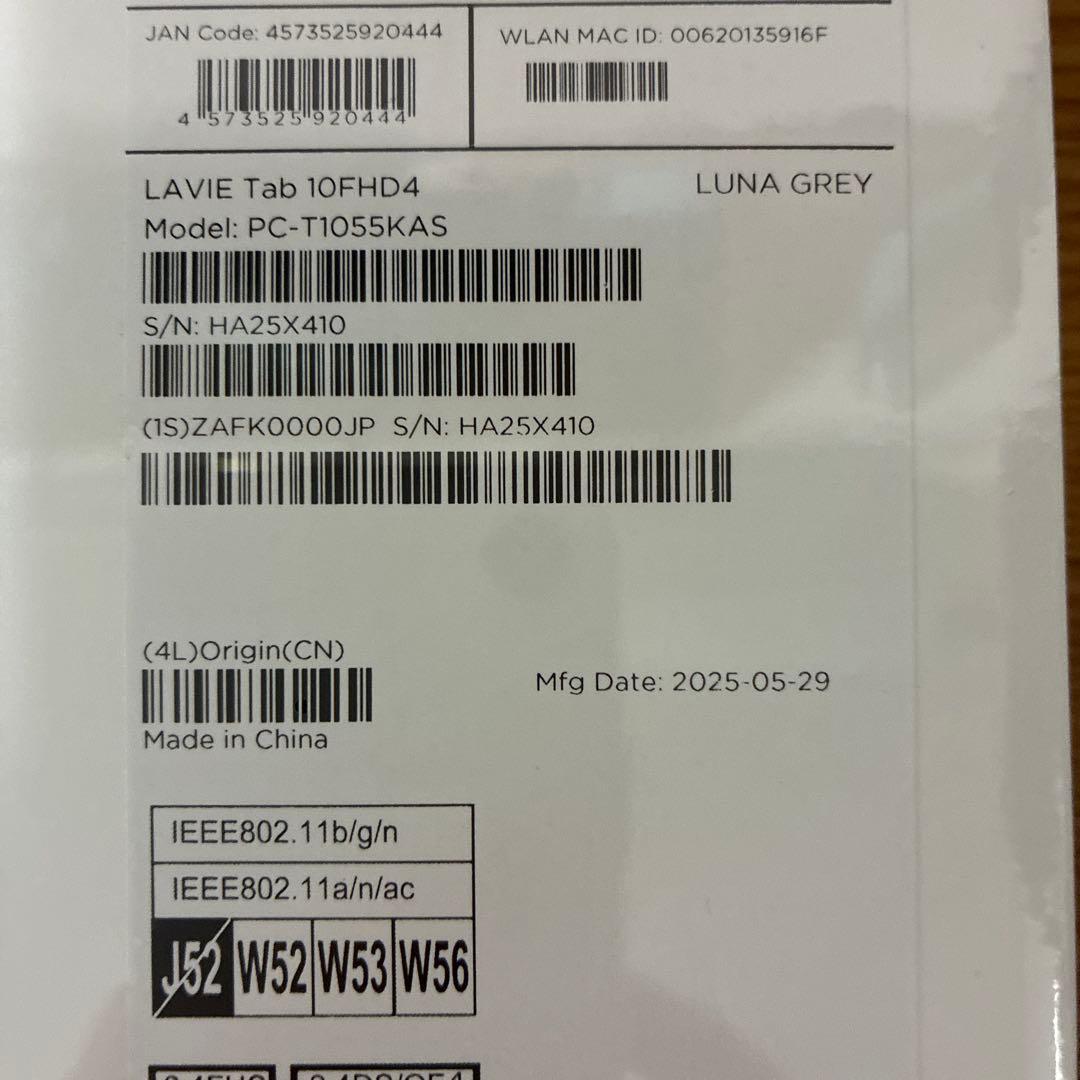 JAN Code: 4573525920444
4 573525 920444
WLAN MAC ID: 00620135916F
LAVIE Tab 10FHD4
LUNA GREY
Model: PC-T1055KAS
S/N: HA25X410
(1S)ZAFK0000JP S/N: HA25X410
(4L)Origin(CN)
Mfg Date: 2025-05-29
Made in China
IEEE802.11b/g/n
IEEE802.11a/n/ac
J52 W52 W53 W56